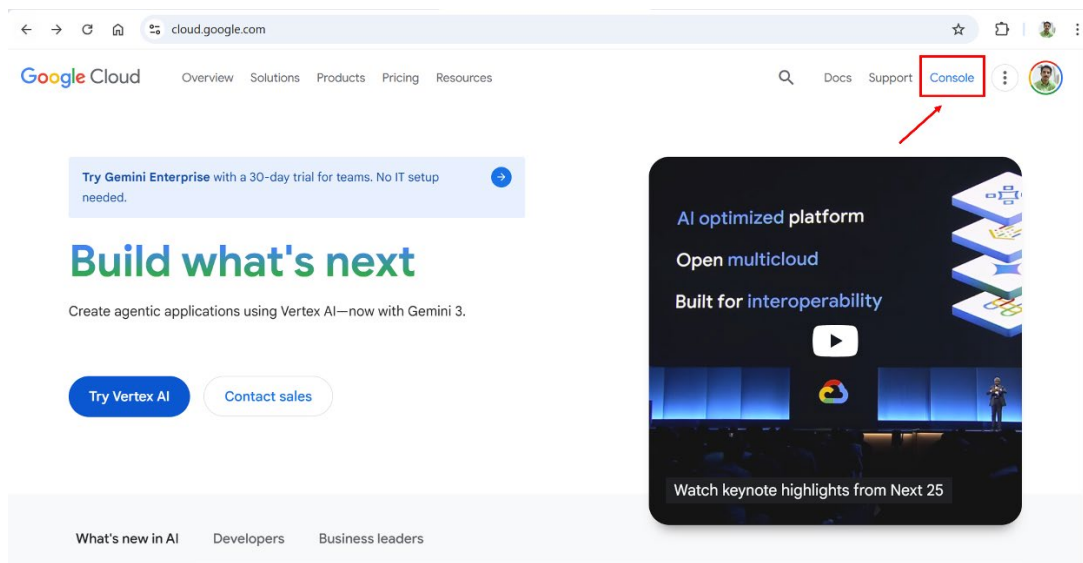 cloud.google.com
Google Cloud
Overview Solutions Products Pricing Resources
Docs Support Console
Try Gemini Enterprise with a 30-day trial for teams. No IT setup
needed.
Build what's next
Create agentic applications using Vertex AI—now with Gemini 3.
Try Vertex AI
Contact sales
AI optimized platform
Open multicloud
Built for interoperability
Watch keynote highlights from Next 25
What's new in AI Developers Business leaders